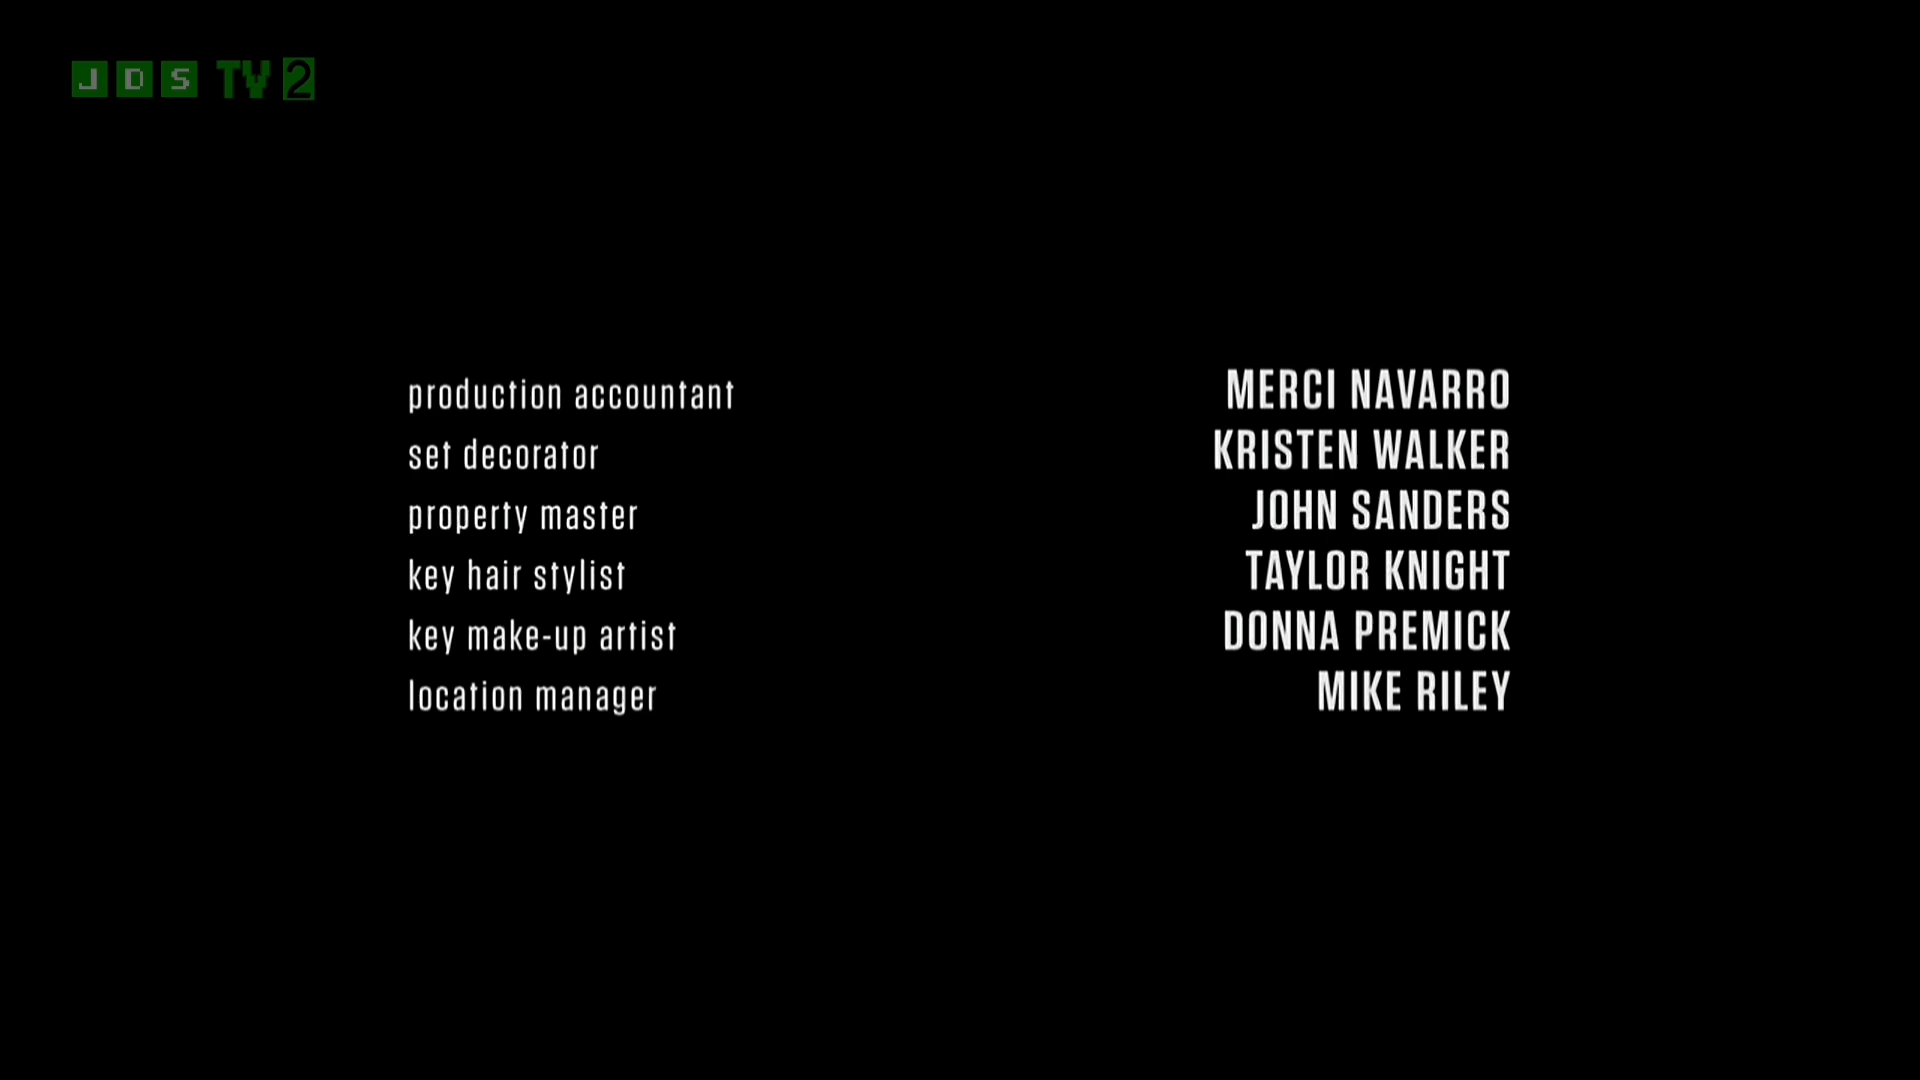 JDS TV2
production accountant MERCI NAVARRO
set decorator KRISTEN WALKER
property master JOHN SANDERS
key hair stylist TAYLOR KNIGHT
key make-up artist DONNA PREMICK
location manager MIKE RILEY